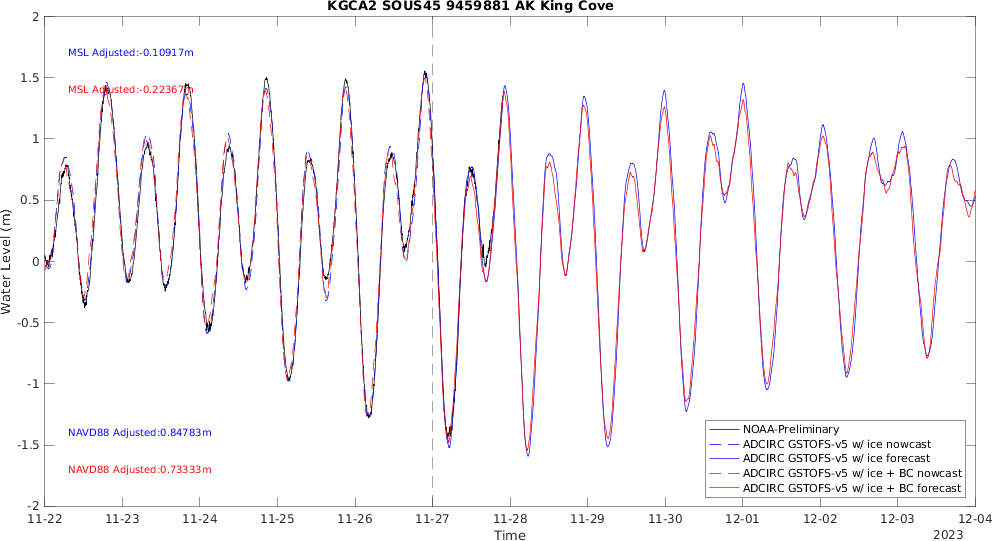 KGCA2 SOUS45 9459881 AK King Cove
MSL Adjusted:-0.10917m
MSL Adjusted:-0.22367m
NAVD88 Adjusted:0.84783m
NAVD88 Adjusted:0.73333m
Water Level (m)
2
1.5
1
0.5
0
-0.5
-1
-1.5
-2
NOAA-Preliminary
ADCIRC GSTOFS-v5 w/ ice nowcast
ADCIRC GSTOFS-v5 w/ ice forecast
ADCIRC GSTOFS-v5 w/ ice + BC nowcast
ADCIRC GSTOFS-v5 w/ ice + BC forecast
11-22 11-23 11-24 11-25 11-26 11-27 11-28 11-29 11-30 12-01 12-02 12-03 12-04
Time
2023